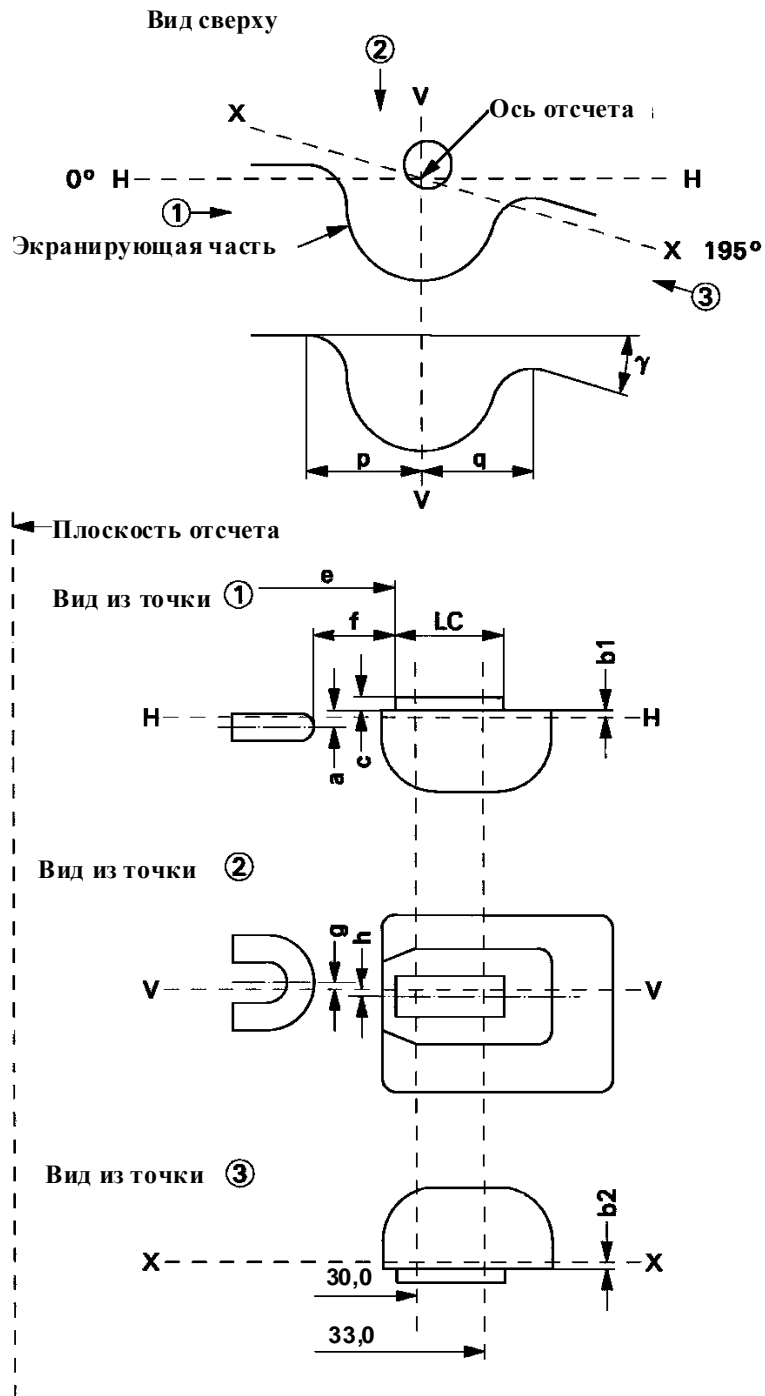 Вид сверху
②
V
Ось отсчета
X
0° H
H
①
Экранирующая часть
X 195°
③
γ
p
q
V
Плоскость отсчета
e
Вид из точки ①
f
LC
b1
H
H
a
c
Вид из точки ②
g
h
V
V
Вид из точки ③
b2
X
X
30,0
33,0